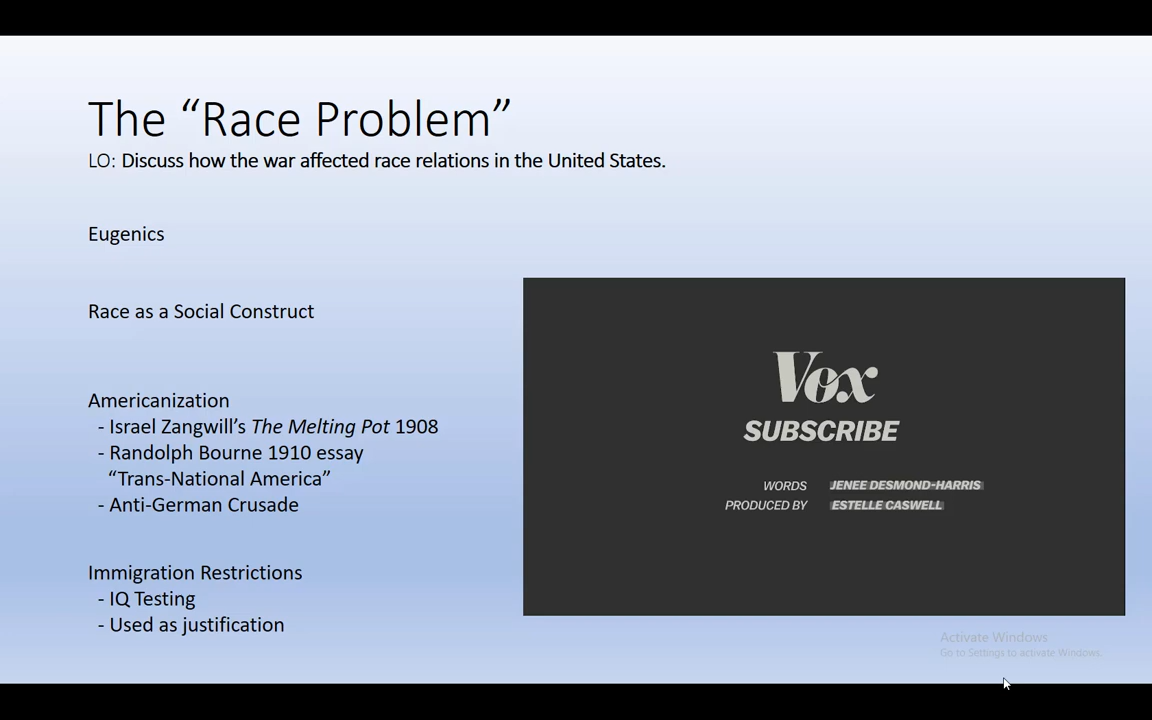 The “Race Problem”
LO: Discuss how the war affected race relations in the United States.
Eugenics
Race as a Social Construct
Americanization
- Israel Zangwill’s The Melting Pot 1908
- Randolph Bourne 1910 essay
“Trans-National America”
- Anti-German Crusade
Immigration Restrictions
- IQ Testing
- Used as justification
Vox
SUBSCRIBE
WORDS JENEE DESMOND-HARRIS
PRODUCED BY ESTELLE CASWELL
Activate Windows
Go to Settings to activate Windows.